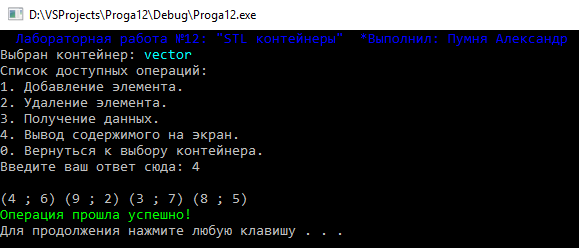 D:\VSProjects\Proga12\Debug\Proga12.exe
Лабораторная работа №12: "STL контейнеры" *Выполнил: Пумня Александр
Выбран контейнер: vector
Список доступных операций:
1. Добавление элемента.
2. Удаление элемента.
3. Получение данных.
4. Вывод содержимого на экран.
0. Вернуться к выбору контейнера.
Введите ваш ответ сюда: 4
(4 ; 6) (9 ; 2) (3 ; 7) (8 ; 5)
Операция прошла успешно!
Для продолжения нажмите любую клавишу . . .